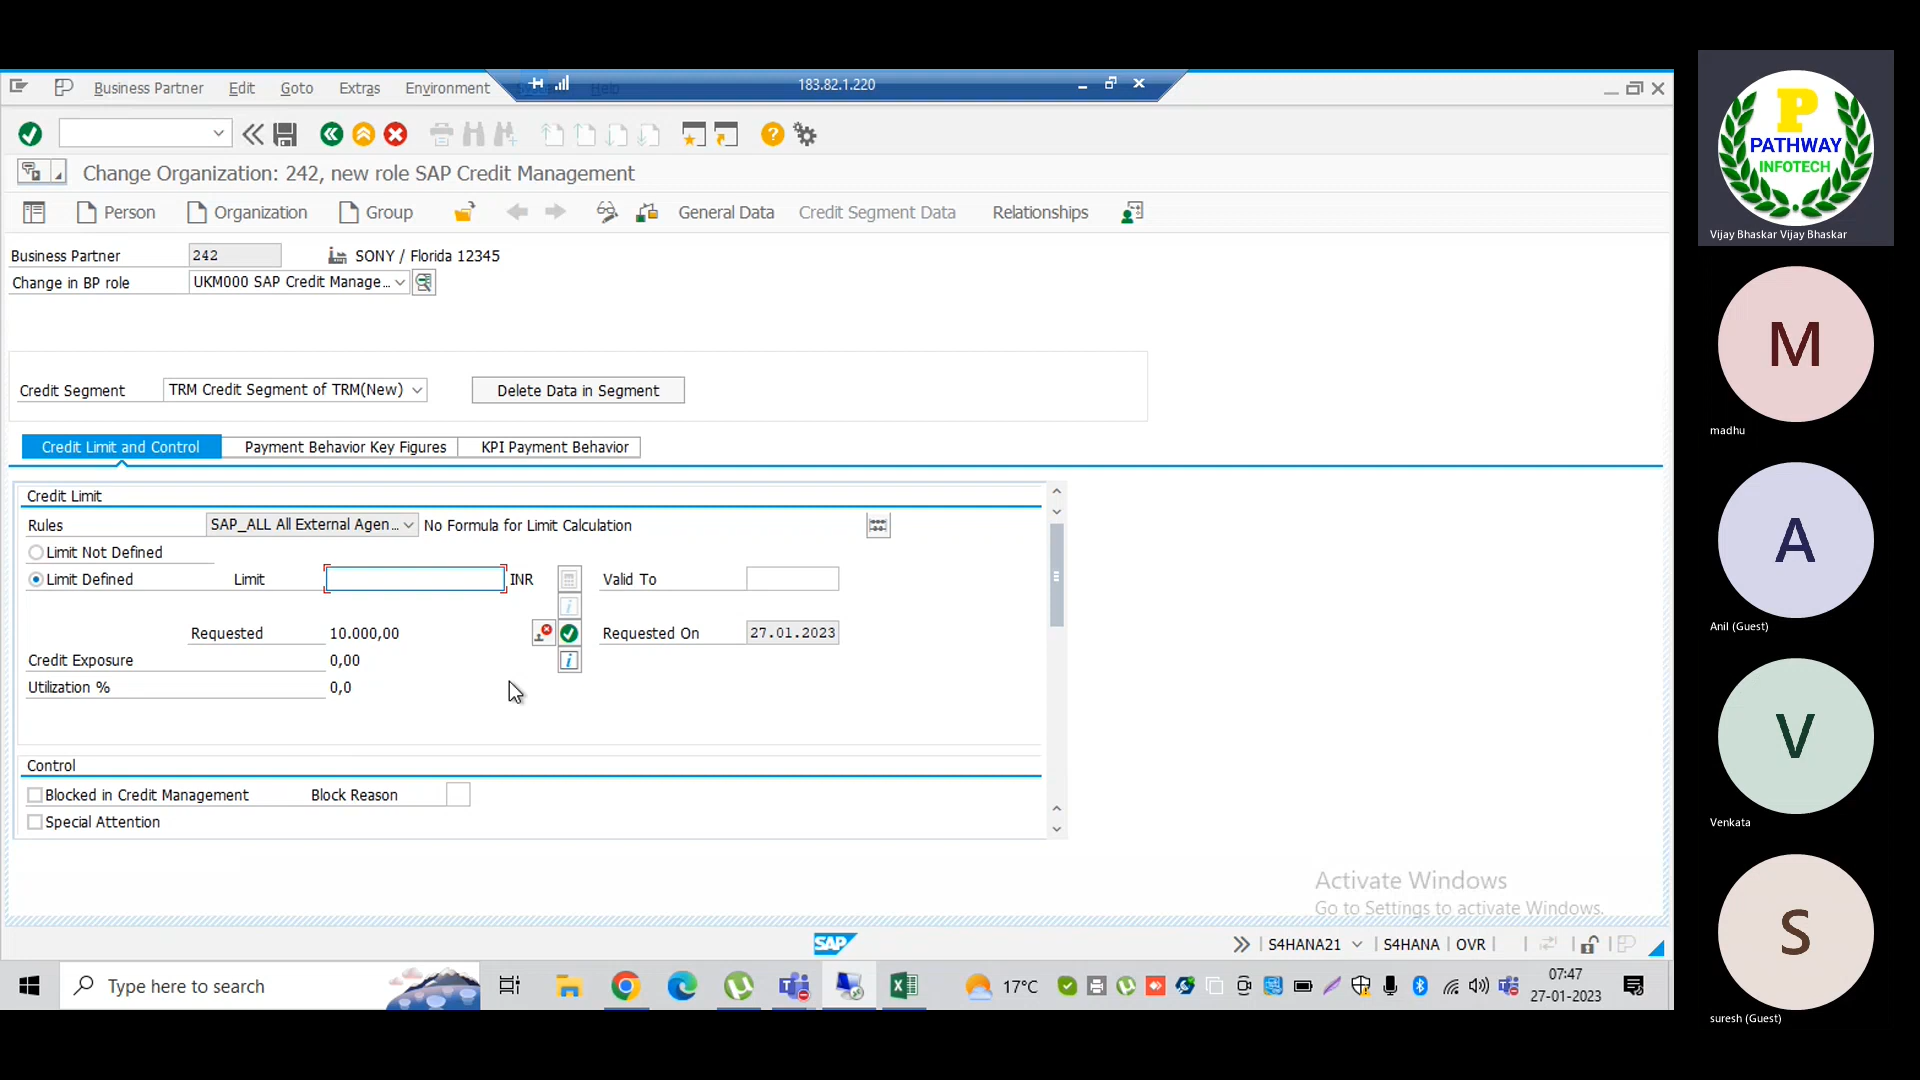 183.82.1.220
Business Partner Edit Goto Extras Environment Help
Change Organization: 242, new role SAP Credit Management
Person Organization Group General Data Credit Segment Data Relationships
Business Partner 242 SONY / Florida 12345
Change in BP role UKM000 SAP Credit Manage...
Credit Segment TRM Credit Segment of TRM(New) Delete Data in Segment
Credit Limit and Control Payment Behavior Key Figures KPI Payment Behavior
Credit Limit
Rules SAP_ALL All External Agen... No Formula for Limit Calculation
Limit Not Defined
Limit Defined Limit INR Valid To
Requested 10.000,00 Requested On 27.01.2023
Credit Exposure 0,00
Utilization % 0,0
Control
Blocked in Credit Management Block Reason
Special Attention
Activate Windows
Go to Settings to activate Windows.
SAP S4HANA21 S4HANA OVR
Type here to search 17°C 07:47
27-01-2023
P
PATHWAY
INFOTECH
Vijay Bhaskar Vijay Bhaskar
M
madhu
A
Anil (Guest)
V
Venkata
S
suresh (Guest)